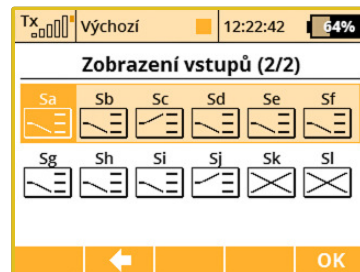 Tx Výchozí 12:22:42 64%
Zobrazení vstupů (2/2)
Sa Sb Sc Sd Se Sf
Sg Sh Si Sj Sk Sl
OK